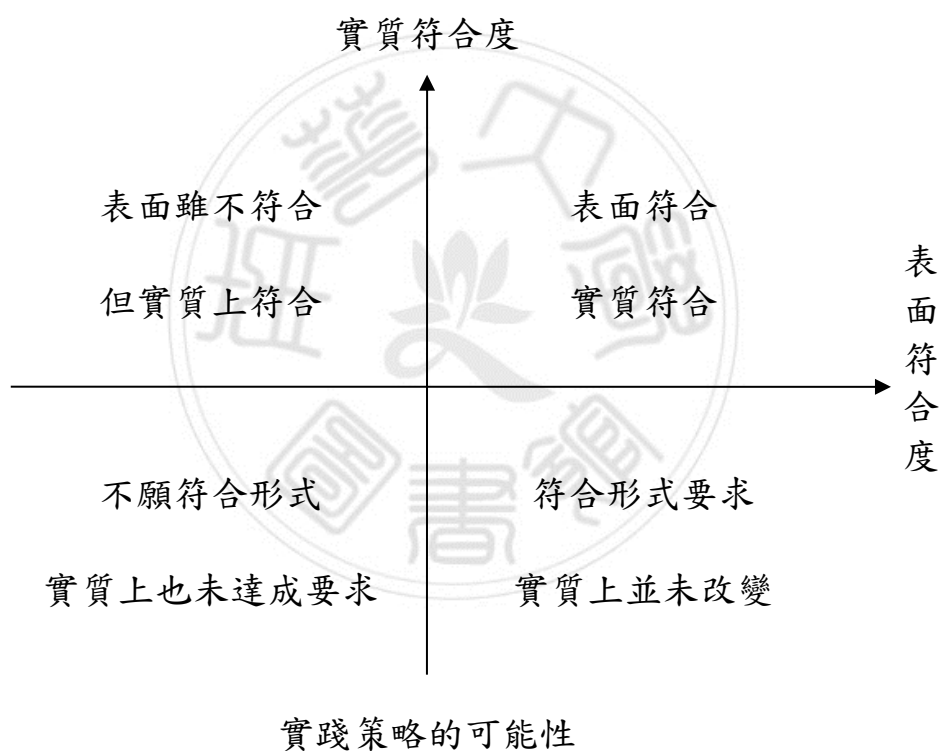 實質符合度
表面雖不符合
但實質上符合
表面符合
實質符合
表面符合度
不願符合形式
實質上也未達成要求
符合形式要求
實質上並未改變
實踐策略的可能性